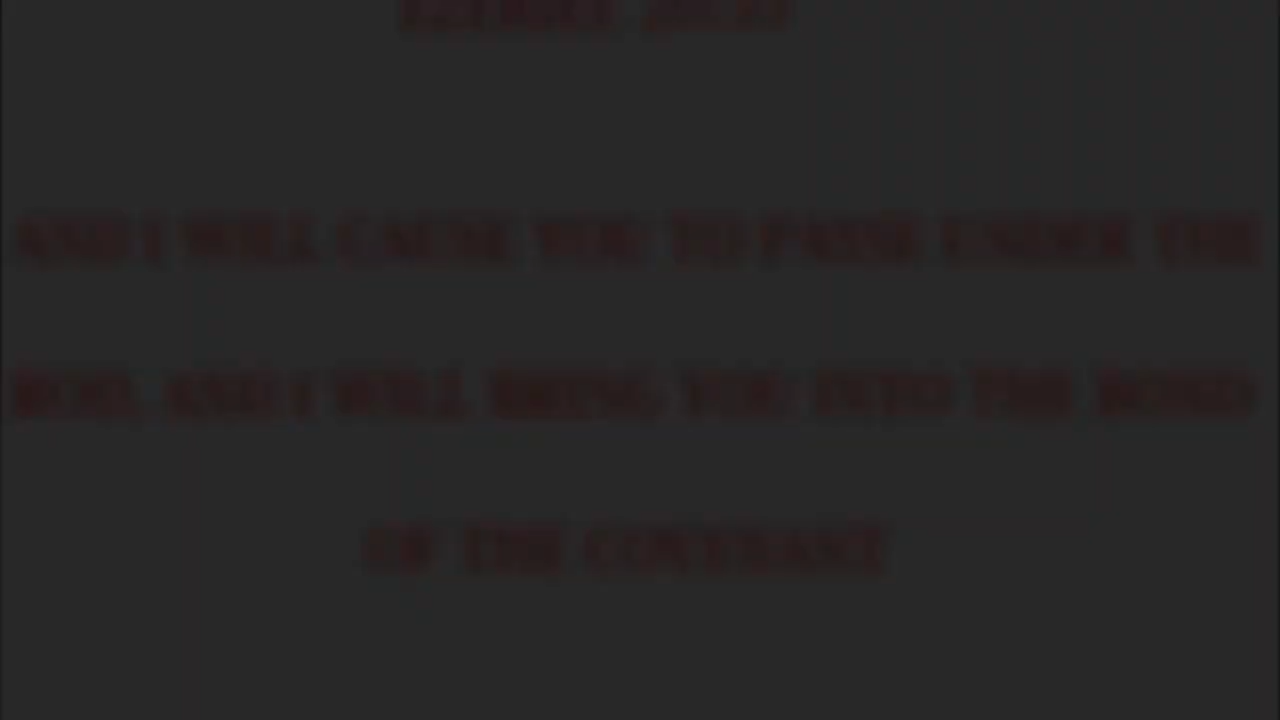 EZEKIEL 20:37
AND I WILL CAUSE YOU TO PASS UNDER THE
ROD, AND I WILL BRING YOU INTO THE BOND
OF THE COVENANT